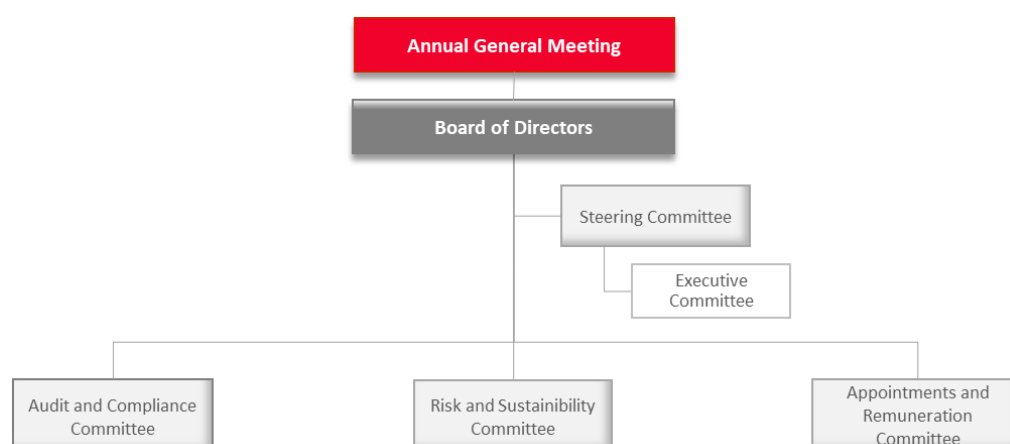 Annual General Meeting
Board of Directors
Steering Committee
Executive
Committee
Audit and Compliance
Committee
Risk and Sustainibility
Committee
Appointments and
Remuneration
Committee